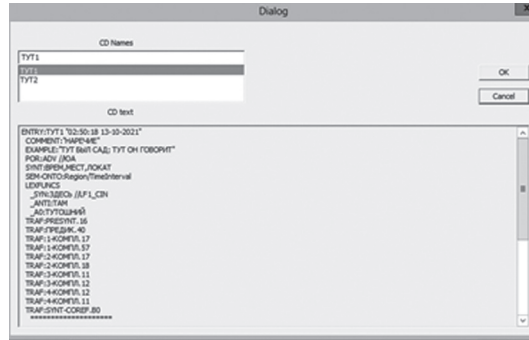 Dialog
x
CD Names
ТУТ1
ТУТ1
ТУТ2
OK
Cancel
CD text
ENTRY:ТУТ1 "02:50:18 13-10-2021"
COMMENT:"НАРЕЧИЕ"
EXAMPLE:"ТУТ БЫЛ САД; ТУТ ОН ГОВОРИТ"
POR:ADV //ЮА
SYNT:ВРЕМ,МЕСТ,ЛОКАТ
SEM-ONTO:Region/TimeInterval
LEXFUNCS
_SYN:ЗДЕСЬ //LF1_CIN
_ANTI:ТАМ
_A0:ТУТОШНИЙ
TRAF:PRESYNT.16
TRAF:ПРЕДИК.40
TRAF:1-КОМПЛ.17
TRAF:1-КОМПЛ.57
TRAF:2-КОМПЛ.17
TRAF:2-КОМПЛ.18
TRAF:3-КОМПЛ.11
TRAF:3-КОМПЛ.12
TRAF:4-КОМПЛ.12
TRAF:4-КОМПЛ.11
TRAF:SYNT-COREF.80
====================